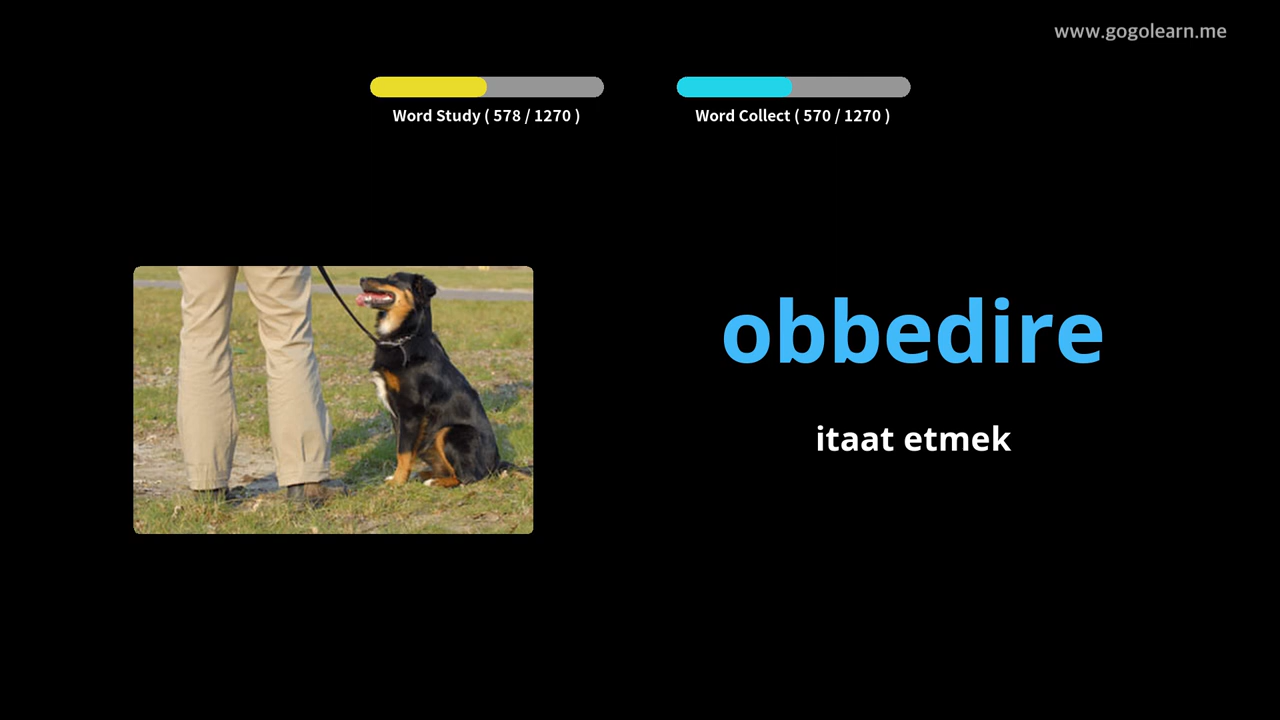 www.gogolearn.me
Word Study ( 578 / 1270 )
Word Collect ( 570 / 1270 )
obbedire
itaat etmek